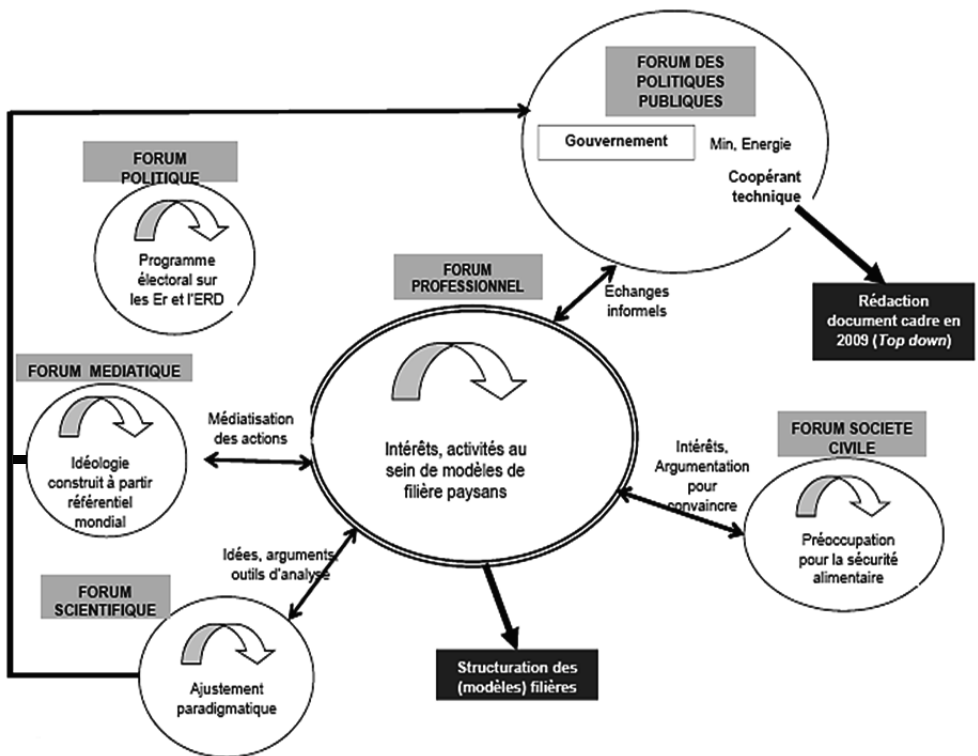 FORUM DES
POLITIQUES
PUBLIQUES
Gouvernement
Min, Energie
Coopérant
technique
FORUM
POLITIQUE
Programme
électoral sur
les Er et l'ERD
FORUM
PROFESSIONNEL
Echanges
informels
Rédaction
document cadre en
2009 (Top down)
FORUM MEDIATIQUE
Idéologie
construit à partir
référentiel
mondial
Médiatisation
des actions
Intérêts, activités au
sein de modèles de
filière paysans
Intérêts,
Argumentation
pour
convaincre
FORUM SOCIETE
CIVILE
Préoccupation
pour la sécurité
alimentaire
Idées, arguments,
outils d'analyse
FORUM
SCIENTIFIQUE
Ajustement
paradigmatique
Structuration des
(modèles) filières